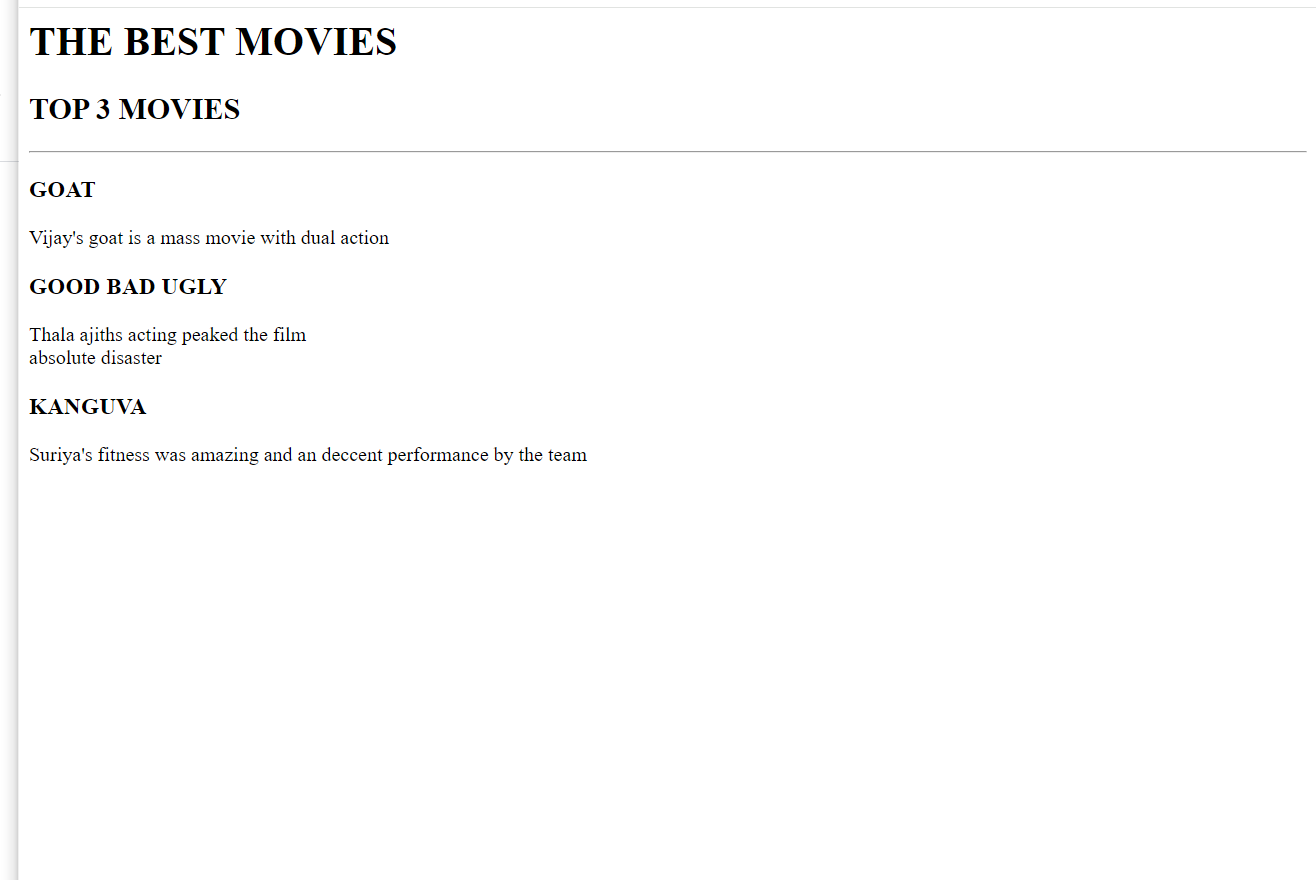 THE BEST MOVIES
TOP 3 MOVIES
GOAT
Vijay's goat is a mass movie with dual action
GOOD BAD UGLY
Thala ajiths acting peaked the film
absolute disaster
KANGUVA
Suriya's fitness was amazing and an deccent performance by the team